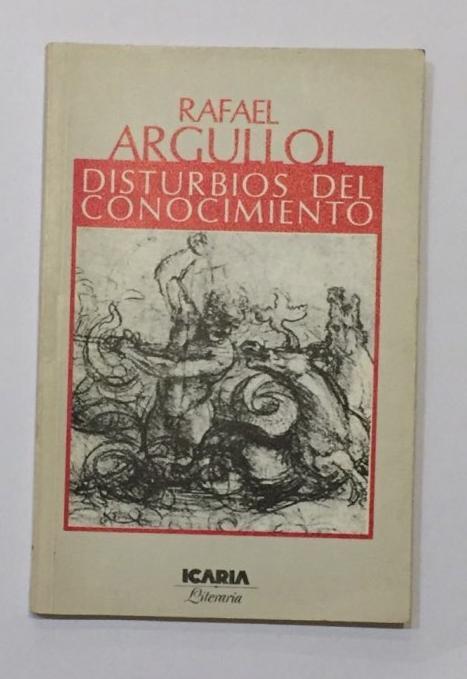 RAFAEL
ARGULLOL
DISTURBIOS DEL
CONOCIMIENTO
ICARIA
Literaria